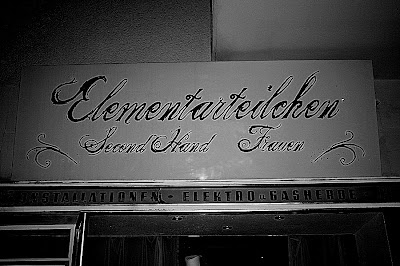 Elementarteilchen
Second Hand Frauen
INSTALLATIONEN · ELEKTRO u. GASHERDE